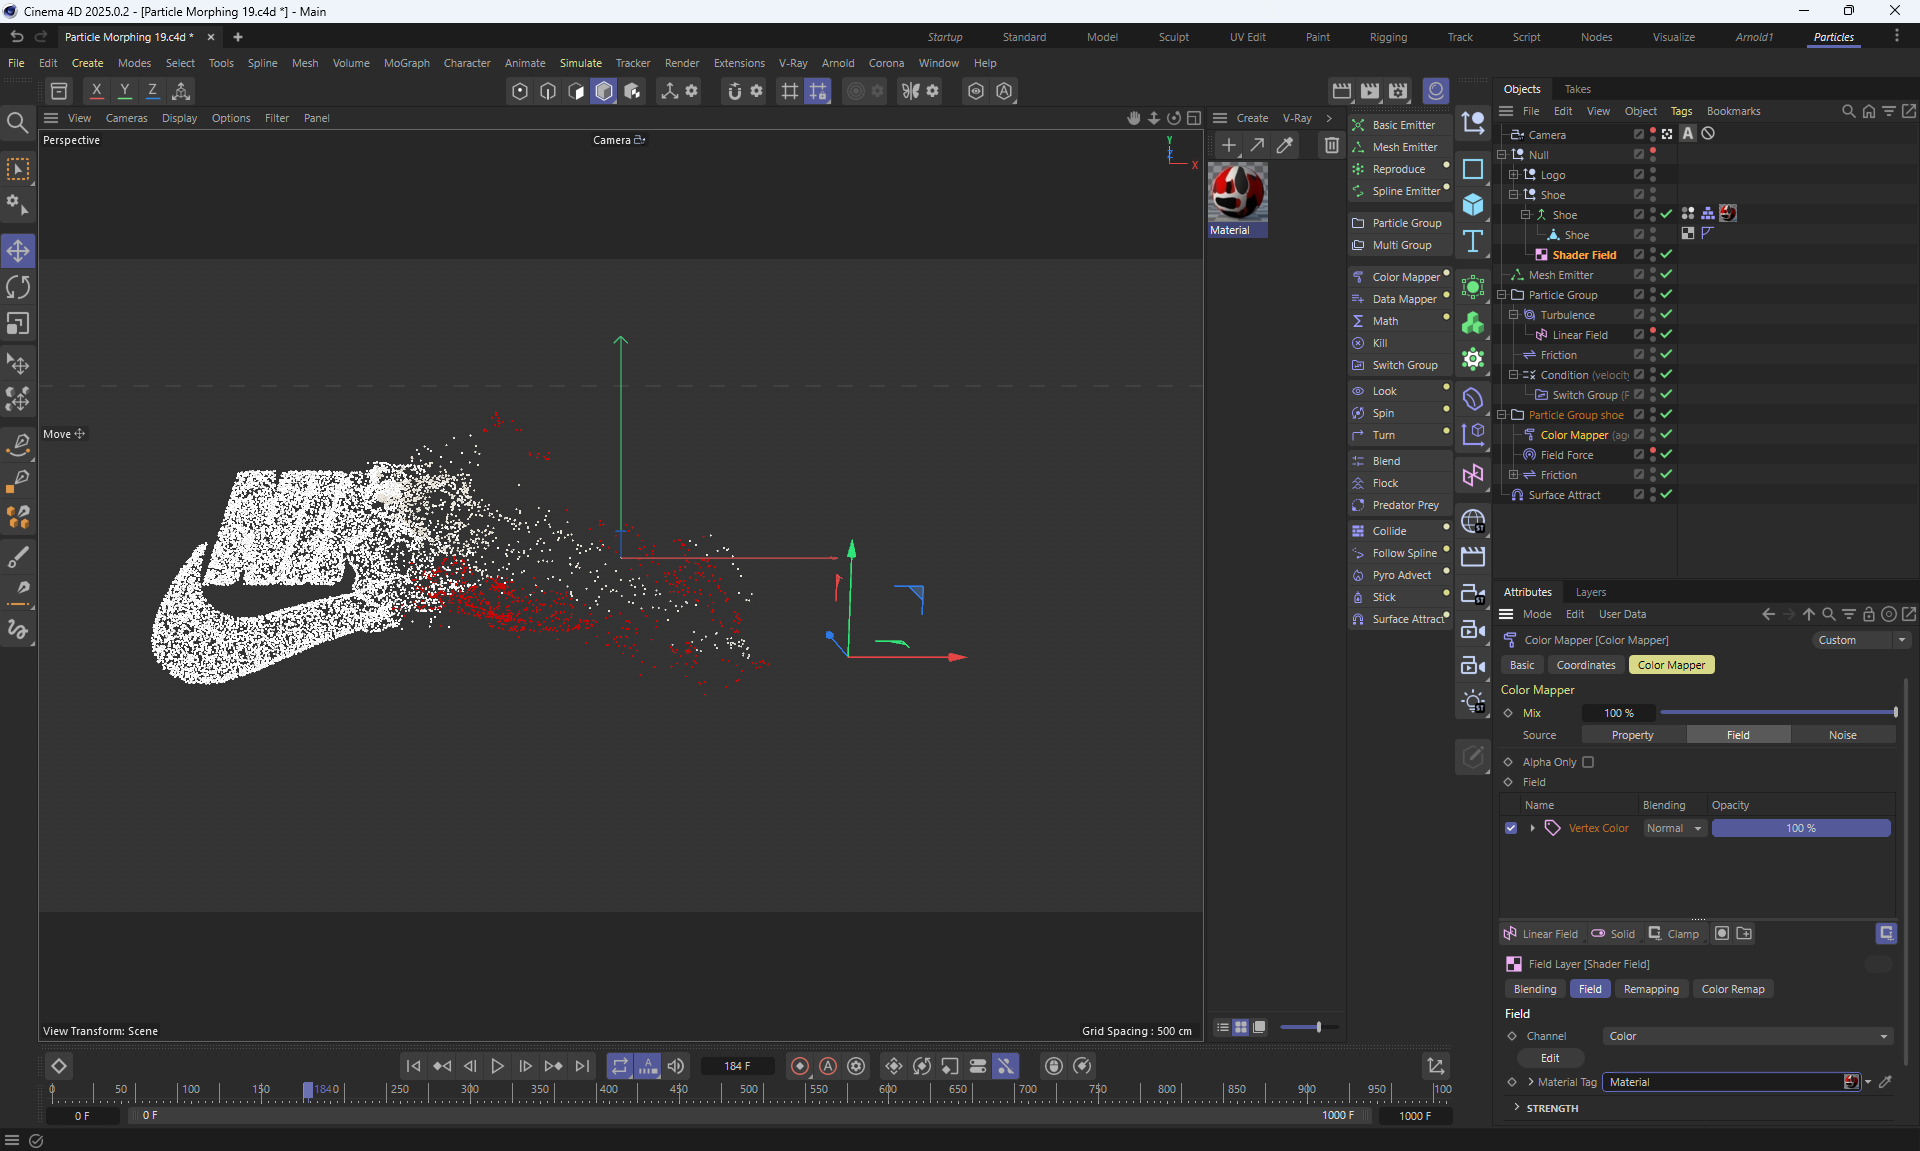 Cinema 4D 2025.0.2 - [Particle Morphing 19.c4d *] - Main
Particle Morphing 19.c4d *
Startup Standard Model Sculpt UV Edit Paint Rigging Track Script Nodes Visualize Arnold1 Particles
File Edit Create Modes Select Tools Spline Mesh Volume MoGraph Character Animate Simulate Tracker Render Extensions V-Ray Arnold Corona Window Help
X Y Z
View Cameras Display Options Filter Panel
Perspective
Camera
Y
Z
X
Move
View Transform: Scene
Grid Spacing : 500 cm
Create V-Ray
Material
Basic Emitter
Mesh Emitter
Reproduce
Spline Emitter
Particle Group
Multi Group
Color Mapper
Data Mapper
Math
Kill
Switch Group
Look
Spin
Turn
Blend
Flock
Predator Prey
Collide
Follow Spline
Pyro Advect
Stick
Surface Attract
Objects Takes
File Edit View Object Tags Bookmarks
Camera
Null
Logo
Shoe
Shoe
Shoe
Shader Field
Mesh Emitter
Particle Group
Turbulence
Linear Field
Friction
Condition (velocit
Switch Group (F
Particle Group shoe
Color Mapper (ag
Field Force
Friction
Surface Attract
Attributes Layers
Mode Edit User Data
Color Mapper [Color Mapper] Custom
Basic Coordinates Color Mapper
Color Mapper
Mix 100 %
Source Property Field Noise
Alpha Only
Field
Name Blending Opacity
Vertex Color Normal 100 %
Linear Field Solid Clamp
Field Layer [Shader Field]
Blending Field Remapping Color Remap
Field
Channel Color
Edit
Material Tag Material
STRENGTH
184 F
0 50 100 150 1840 250 300 350 400 450 500 550 600 650 700 750 800 850 900 950 100
0 F 0 F 1000 F 1000 F